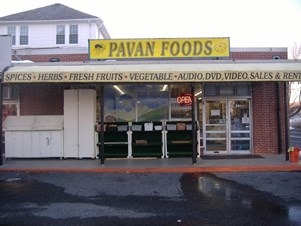 PAVAN FOODS
SPICES • HERBS • FRESH FRUITS • VEGETABLE • AUDIO, DVD, VIDEO, SALES & RENT
OPEN